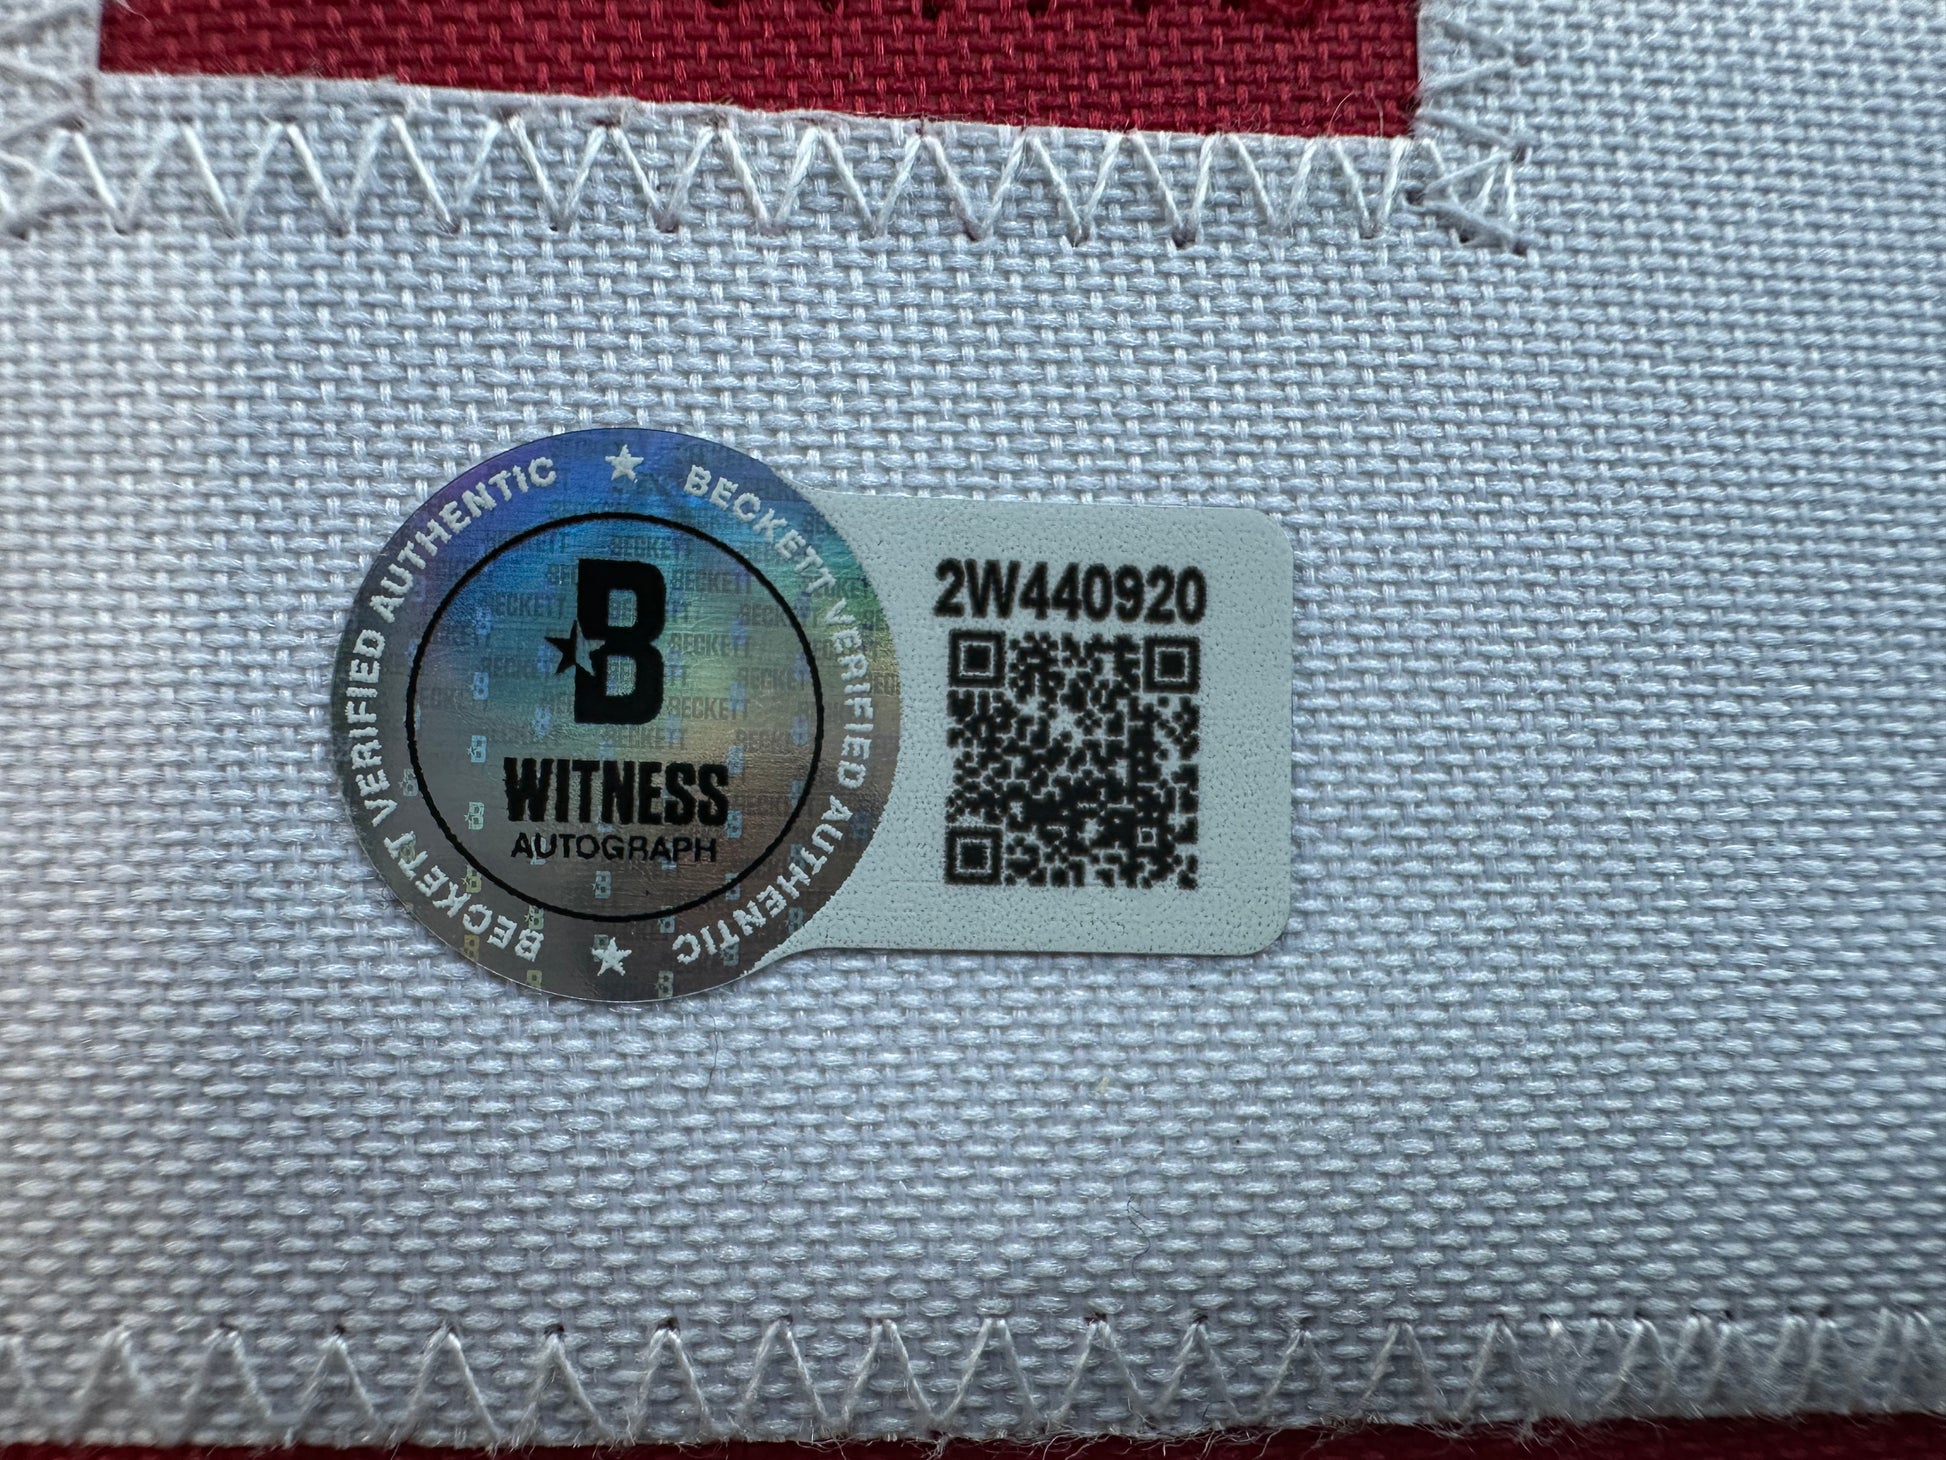 BECKETT VERIFIED AUTHENTIC
★ BECKETT VERIFIED AUTHENTIC ★
B
WITNESS
AUTOGRAPH
2W440920